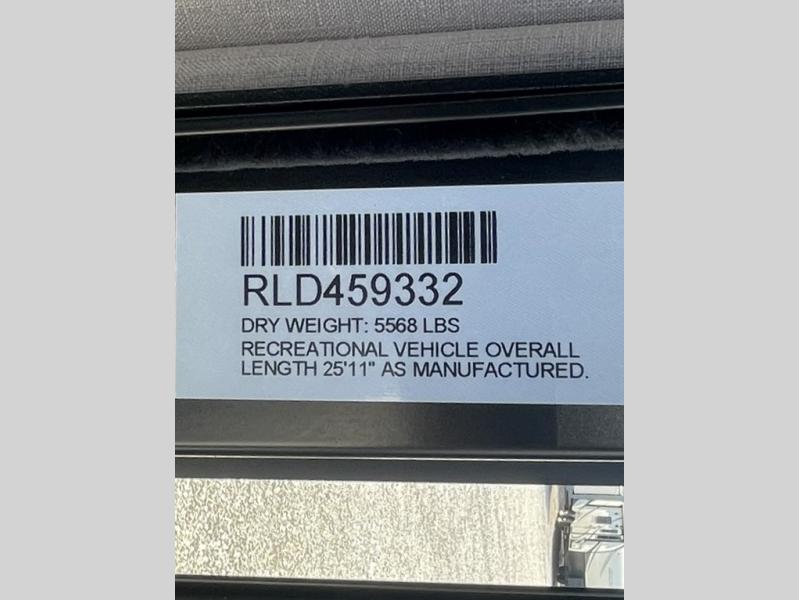 RLD459332
DRY WEIGHT: 5568 LBS
RECREATIONAL VEHICLE OVERALL
LENGTH 25'11" AS MANUFACTURED.